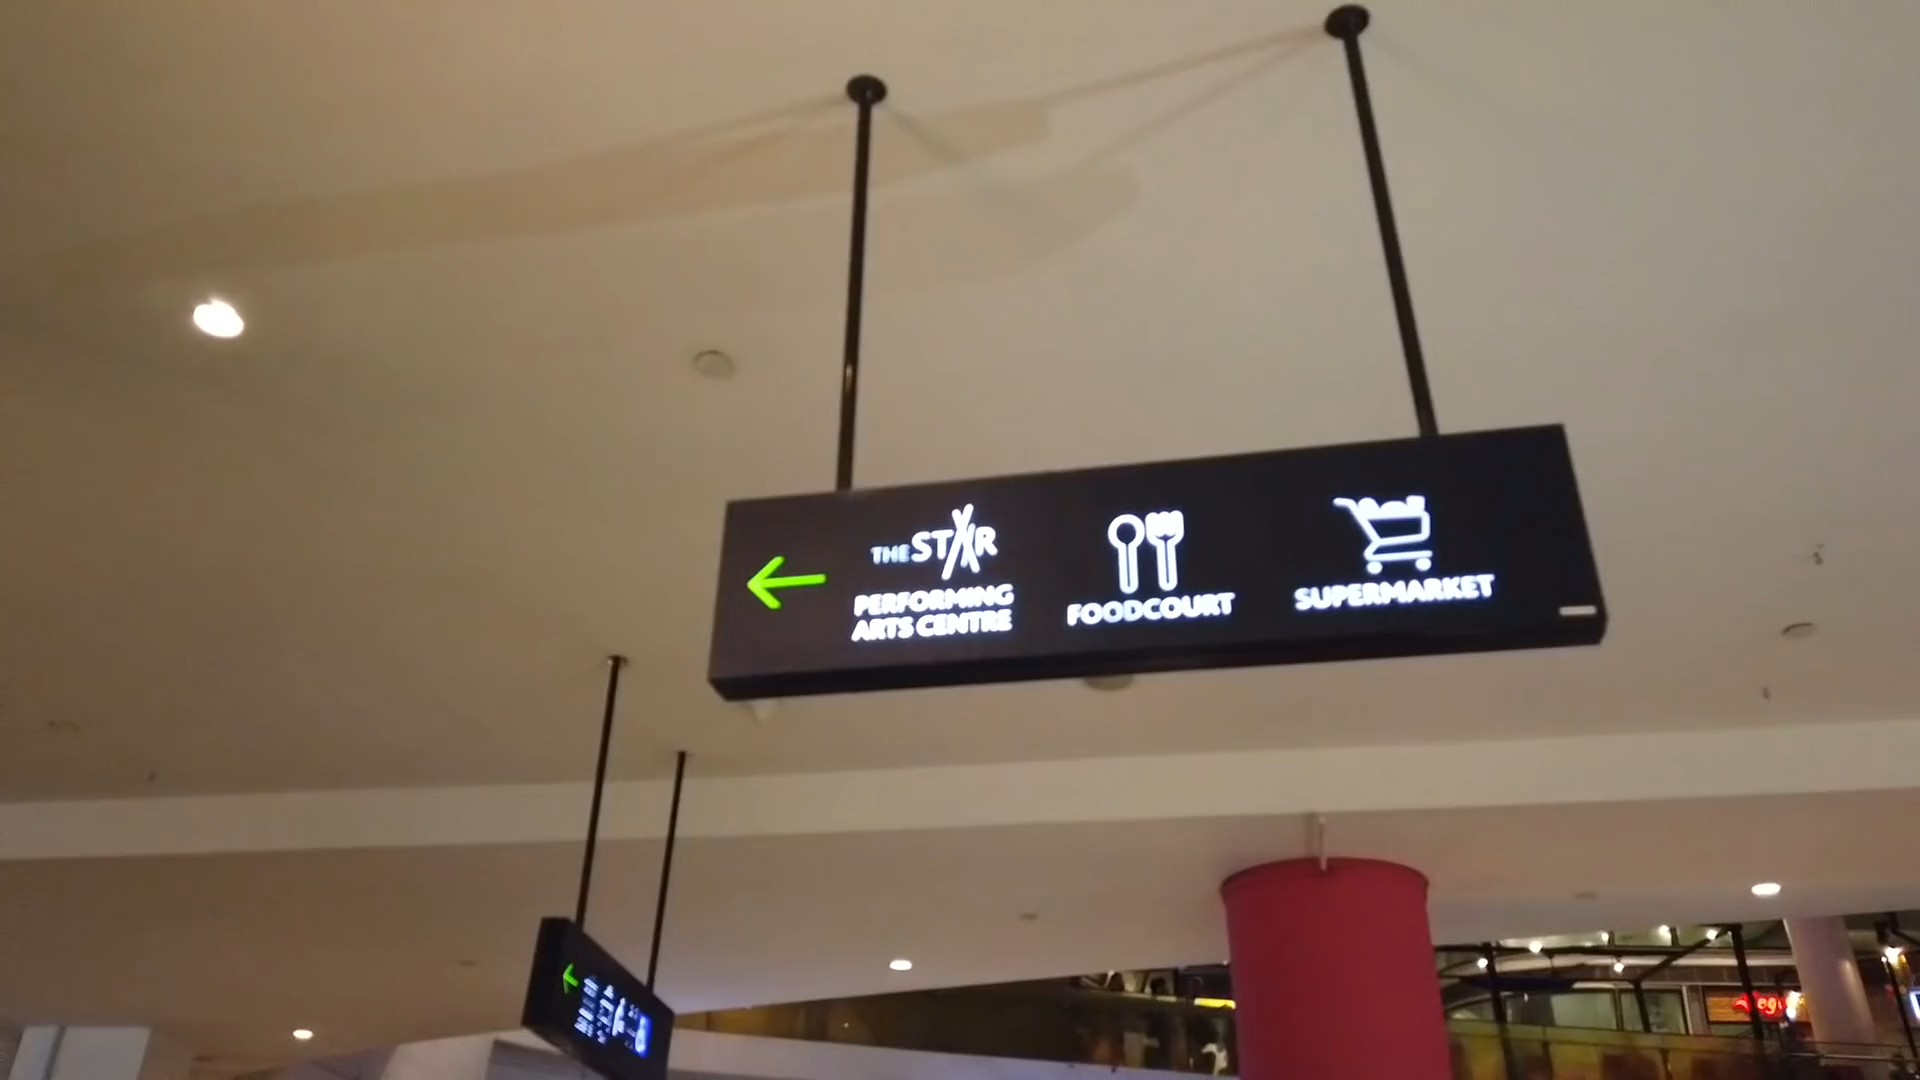 THE STAR
PERFORMING
ARTS CENTRE
FOODCOURT
SUPERMARKET